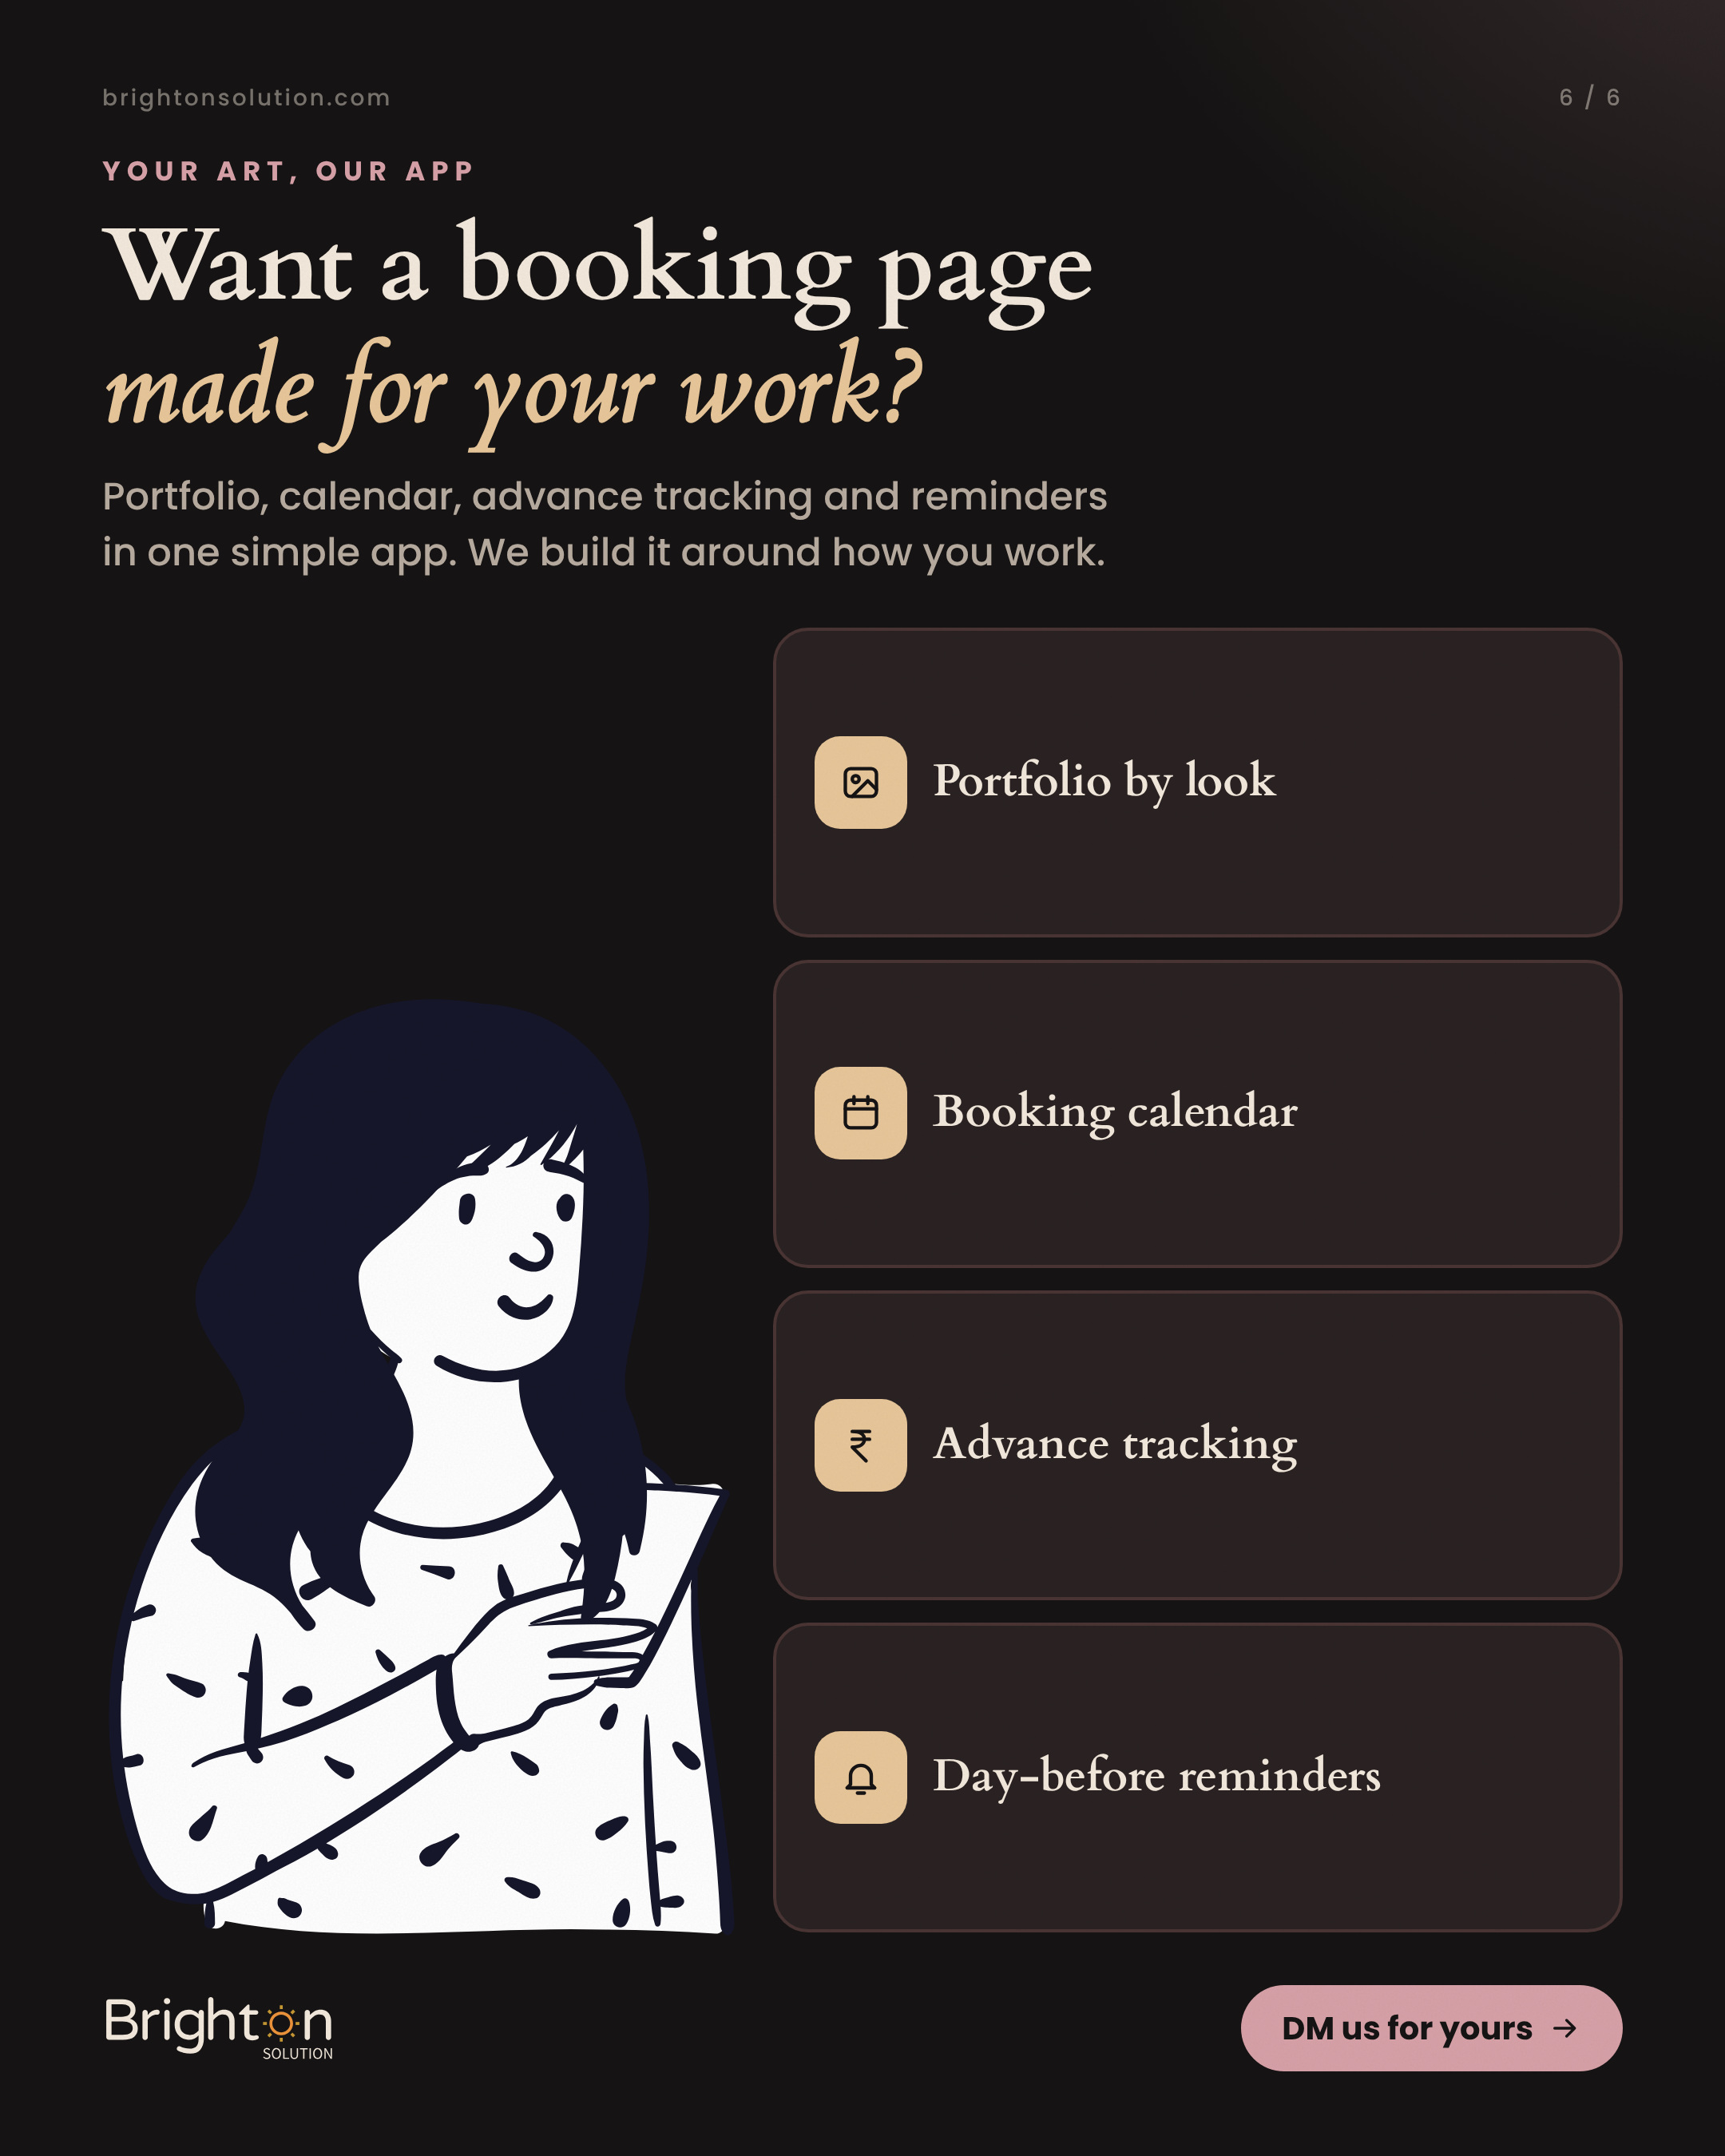 brightonsolution.com
6 / 6
YOUR ART, OUR APP
Want a booking page
made for your work?
Portfolio, calendar, advance tracking and reminders
in one simple app. We build it around how you work.
Portfolio by look
Booking calendar
₹
Advance tracking
Day-before reminders
Brighton
SOLUTION
DM us for yours →